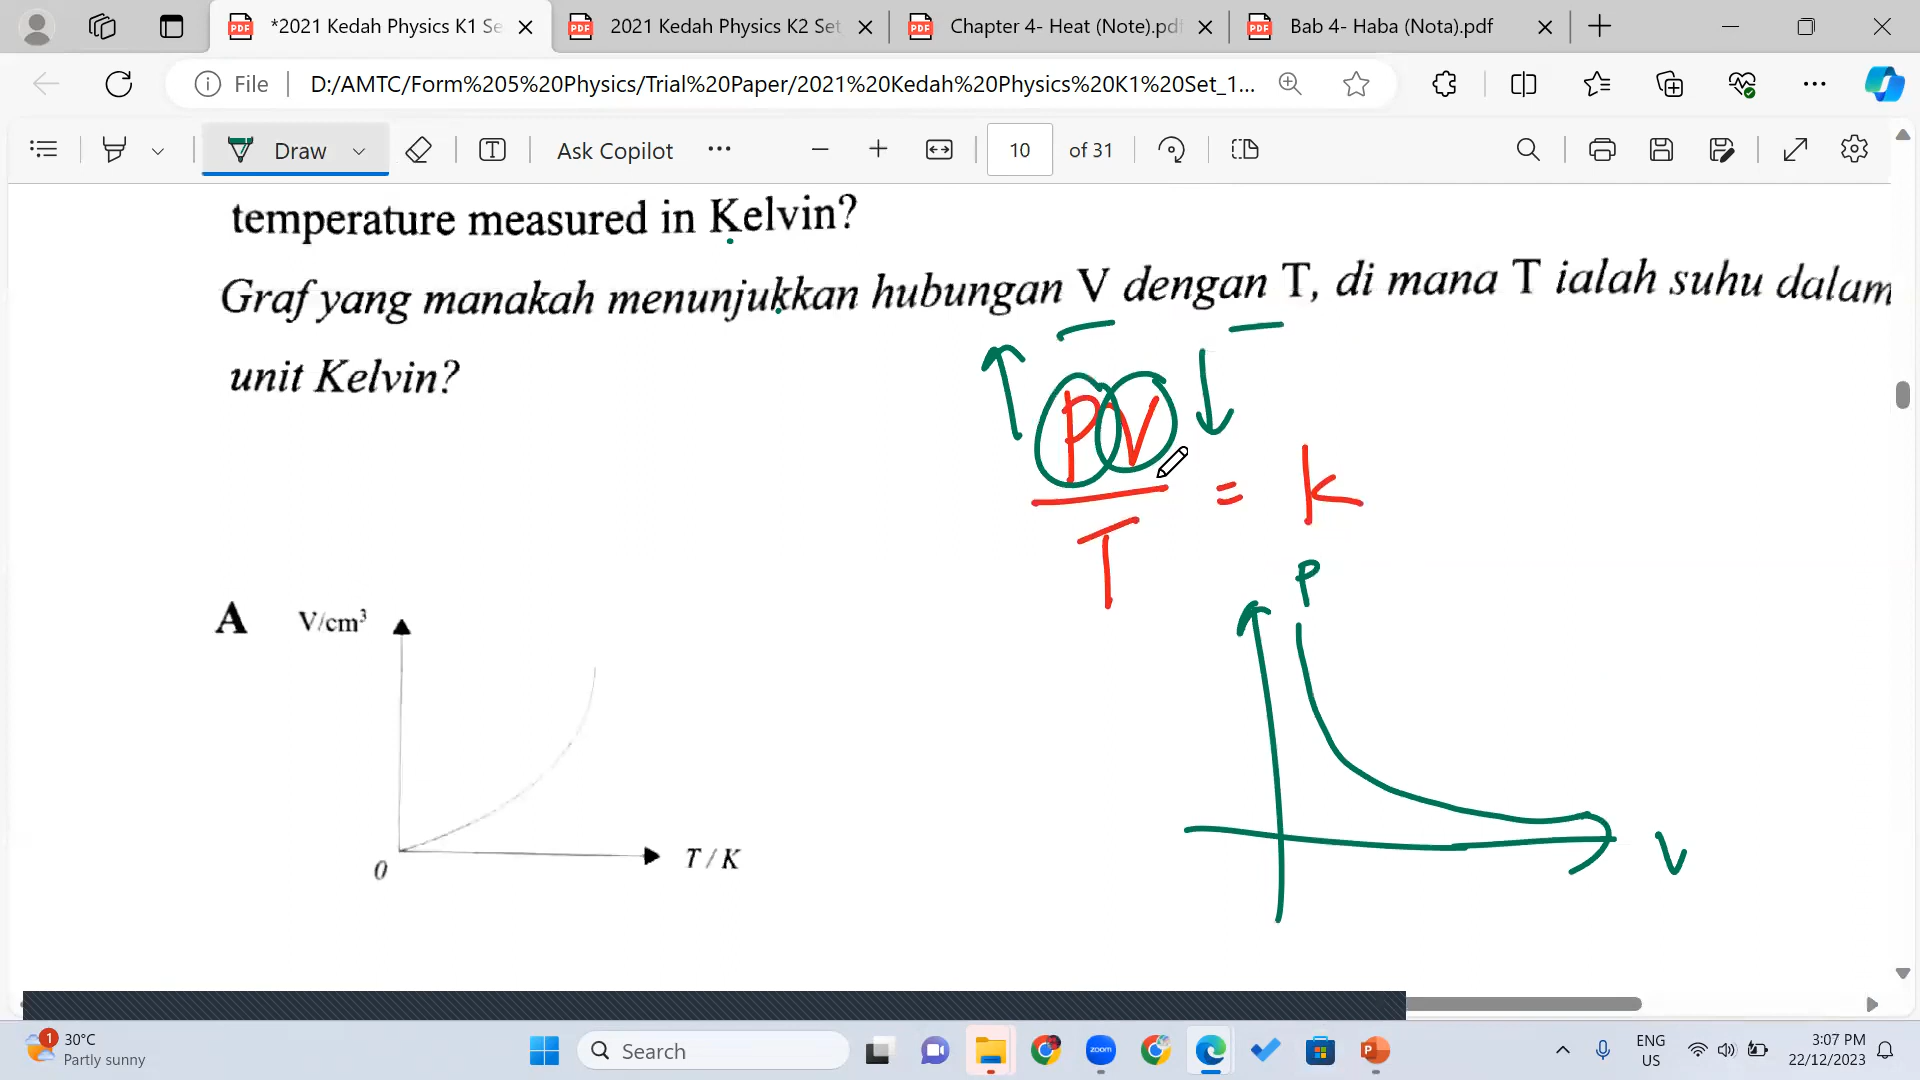 *2021 Kedah Physics K1 Se
2021 Kedah Physics K2 Set
Chapter 4- Heat (Note).pdf
Bab 4- Haba (Nota).pdf
File
D:/AMTC/Form%205%20Physics/Trial%20Paper/2021%20Kedah%20Physics%20K1%20Set_1...
Draw
Ask Copilot
10 of 31
temperature measured in Kelvin?
Graf yang manakah menunjukkan hubungan V dengan T, di mana T ialah suhu dalam
unit Kelvin?
PV
= k
T
P
A
V/cm³
V
0
T / K
1
30°C
Partly sunny
Search
zoom
ENG
US
3:07 PM
22/12/2023